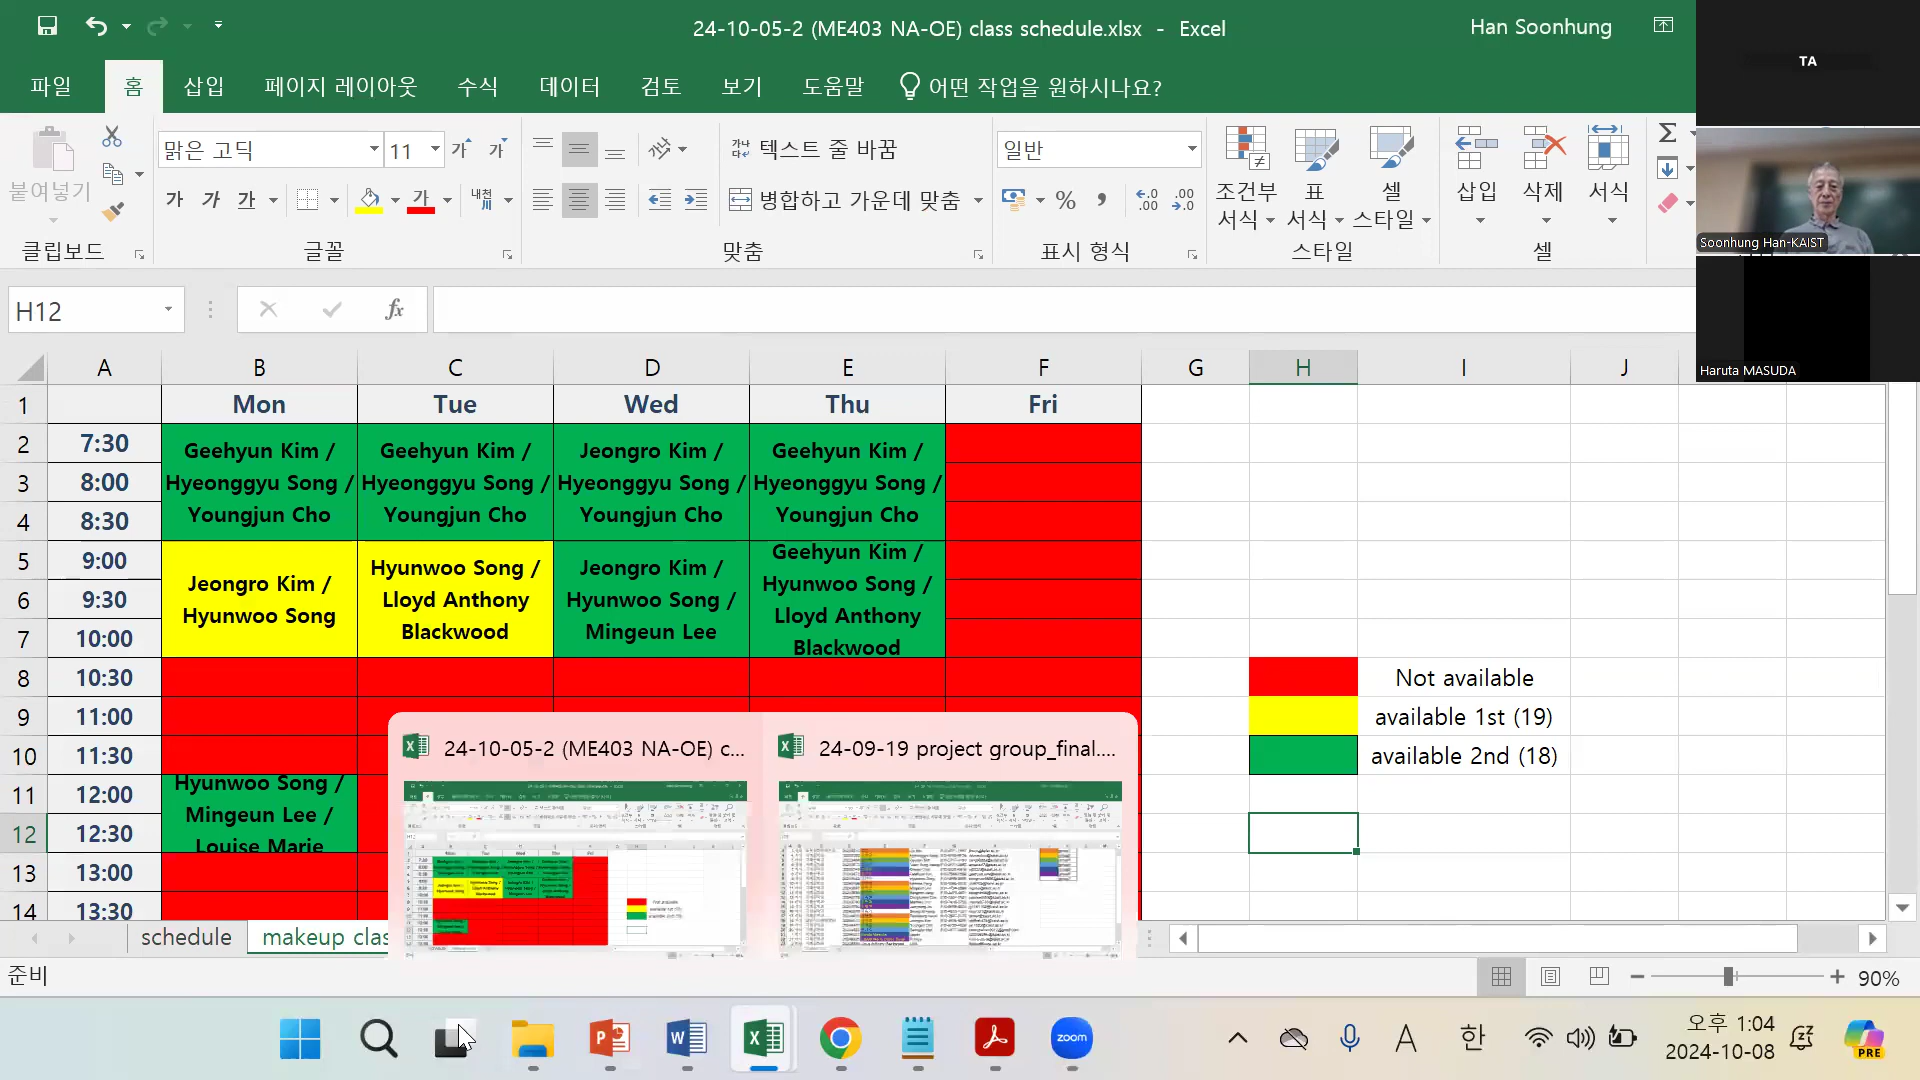 24-10-05-2 (ME403 NA-OE) class schedule.xlsx - Excel
Han Soonhung
TA
파일 홈 삽입 페이지 레이아웃 수식 데이터 검토 보기 도움말 어떤 작업을 원하시나요?
붙여넣기
클립보드
맑은 고딕 11
가 가
가 가 가 가 내천
글꼴
텍스트 줄 바꿈
병합하고 가운데 맞춤
맞춤
일반
% ,
표시 형식
조건부 서식
표 서식
셀 스타일
스타일
삽입 삭제 서식
셀
Soonhung Han-KAIST
Haruta MASUDA
H12
fx
A B C D E F G H I J
1 Mon Tue Wed Thu Fri
2 7:30
3 8:00
4 8:30
Geehyun Kim /
Hyeonggyu Song /
Youngjun Cho
Geehyun Kim /
Hyeonggyu Song /
Youngjun Cho
Jeongro Kim /
Hyeonggyu Song /
Youngjun Cho
Geehyun Kim /
Hyeonggyu Song /
Youngjun Cho
5 9:00
6 9:30
7 10:00
Jeongro Kim /
Hyunwoo Song
Hyunwoo Song /
Lloyd Anthony
Blackwood
Jeongro Kim /
Hyunwoo Song /
Mingeun Lee
Geehyun Kim /
Hyunwoo Song /
Lloyd Anthony
Blackwood
8 10:30 Not available
9 11:00 available 1st (19)
10 11:30 available 2nd (18)
11 12:00
12 12:30
Hyunwoo Song /
Mingeun Lee /
Louise Marie
13 13:00
14 13:30
24-10-05-2 (ME403 NA-OE) c...
24-09-19 project group_final....
schedule makeup clas
준비
90%
zoom
A 한
오후 1:04
2024-10-08
PRE